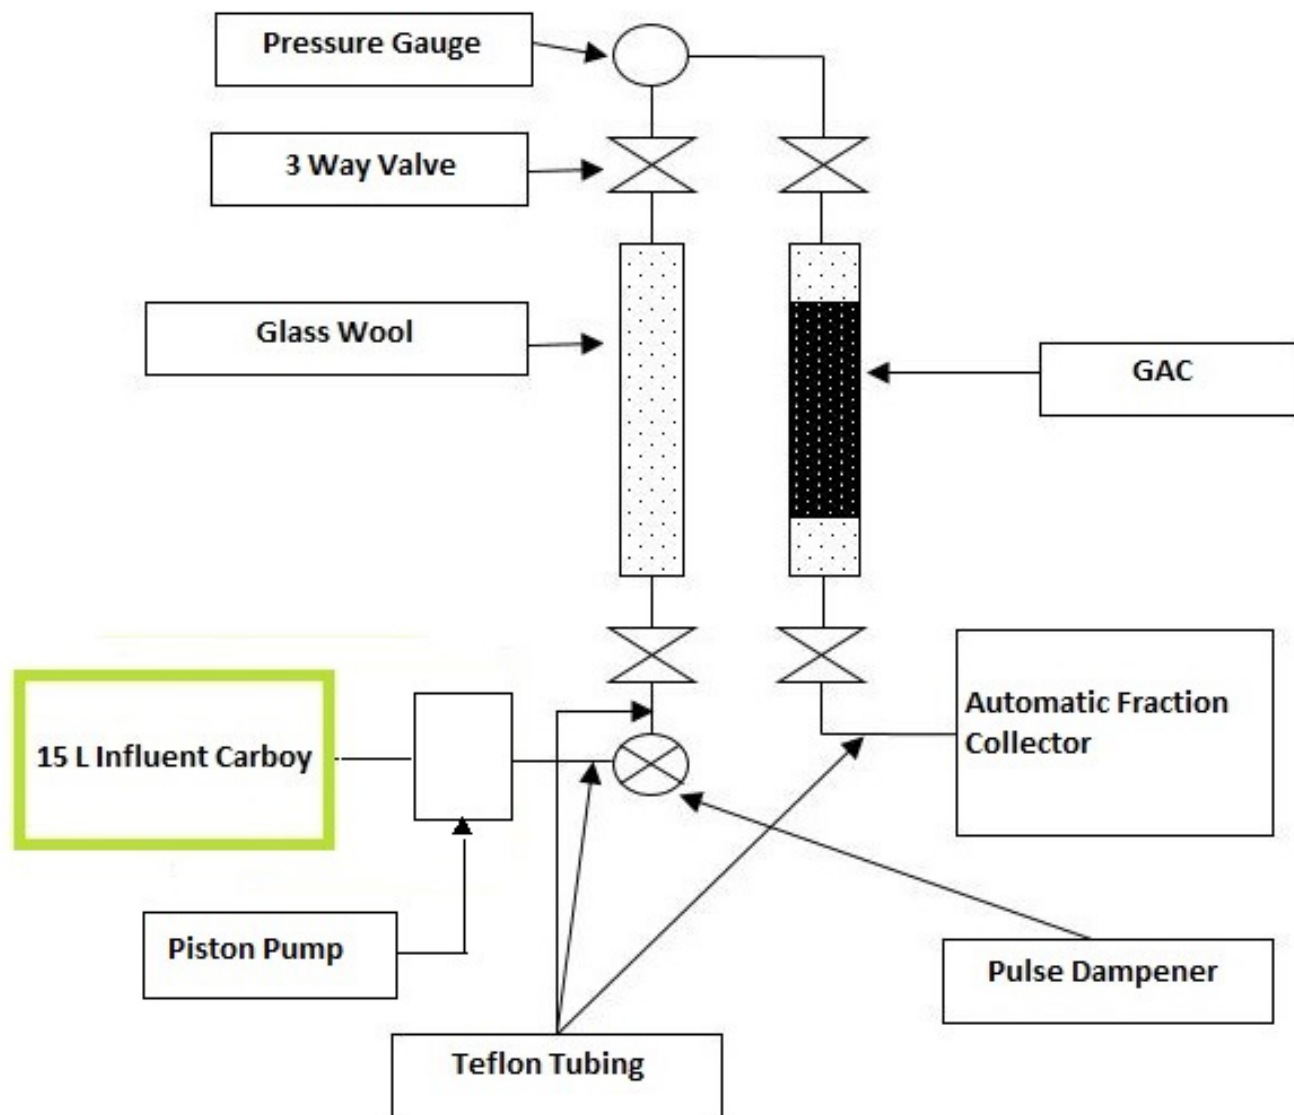 Pressure Gauge
3 Way Valve
Glass Wool
GAC
15 L Influent Carboy
Automatic Fraction
Collector
Piston Pump
Pulse Dampener
Teflon Tubing